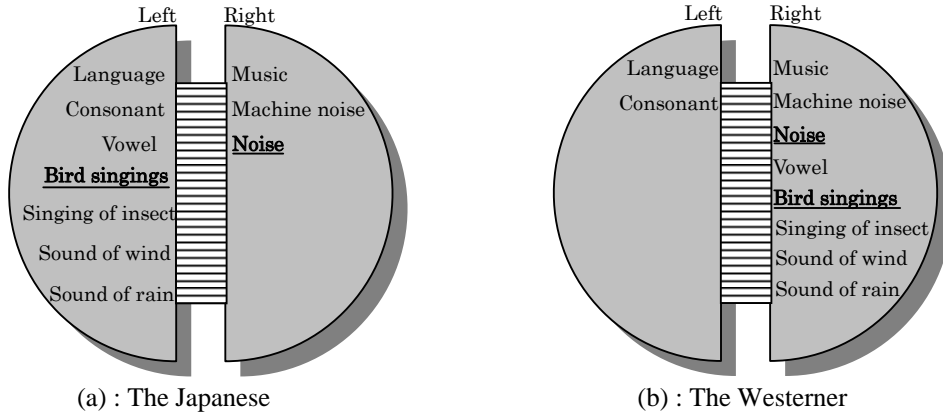 Left Right
Language
Consonant
Vowel
Bird singings
Singing of insect
Sound of wind
Sound of rain
Music
Machine noise
Noise
(a) : The Japanese
Left Right
Language
Consonant
Music
Machine noise
Noise
Vowel
Bird singings
Singing of insect
Sound of wind
Sound of rain
(b) : The Westerner